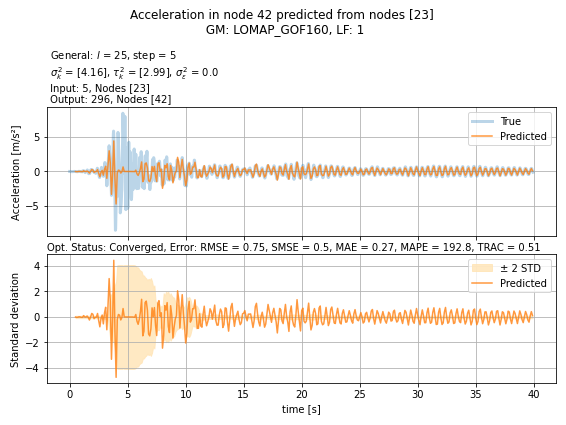 Acceleration in node 42 predicted from nodes [23]
GM: LOMAP_GOF160, LF: 1
General: l = 25, step = 5
σ²ₖ = [4.16], τ²ₖ = [2.99], σ²ε = 0.0
Input: 5, Nodes [23]
Output: 296, Nodes [42]
True
Predicted
5
0
−5
Acceleration [m/s²]
Opt. Status: Converged, Error: RMSE = 0.75, SMSE = 0.5, MAE = 0.27, MAPE = 192.8, TRAC = 0.51
± 2 STD
Predicted
4
2
0
−2
−4
Standard deviation
0 5 10 15 20 25 30 35 40
time [s]